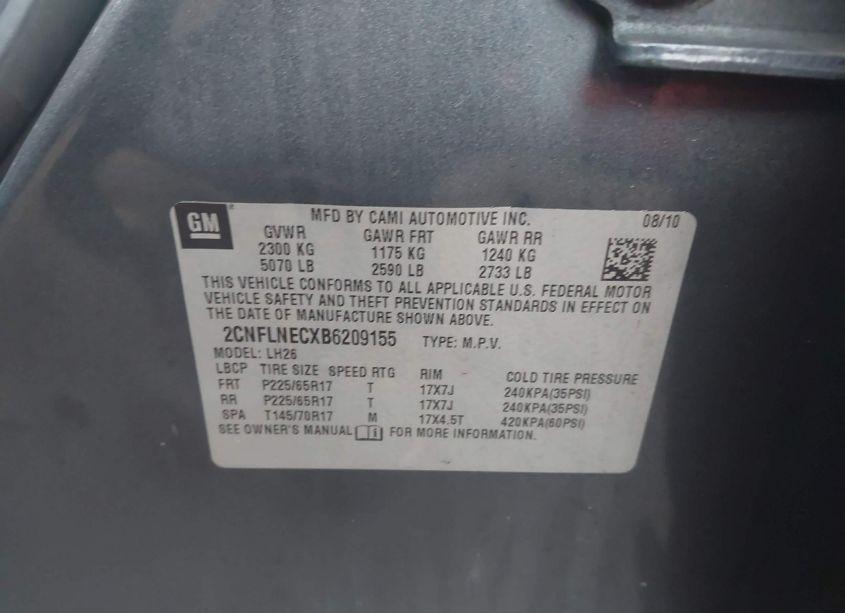 GM MFD BY CAMI AUTOMOTIVE INC. 08/10
GVWR GAWR FRT GAWR RR
2300 KG 1175 KG 1240 KG
5070 LB 2590 LB 2733 LB
THIS VEHICLE CONFORMS TO ALL APPLICABLE U.S. FEDERAL MOTOR
VEHICLE SAFETY AND THEFT PREVENTION STANDARDS IN EFFECT ON
THE DATE OF MANUFACTURE SHOWN ABOVE.
2CNFLNECXB6209155 TYPE: M.P.V.
MODEL: LH26
LBCP TIRE SIZE SPEED RTG RIM COLD TIRE PRESSURE
FRT P225/65R17 T 17X7J 240KPA(35PSI)
RR P225/65R17 T 17X7J 240KPA(35PSI)
SPA T145/70R17 M 17X4.5T 420KPA(60PSI)
SEE OWNER'S MANUAL FOR MORE INFORMATION.